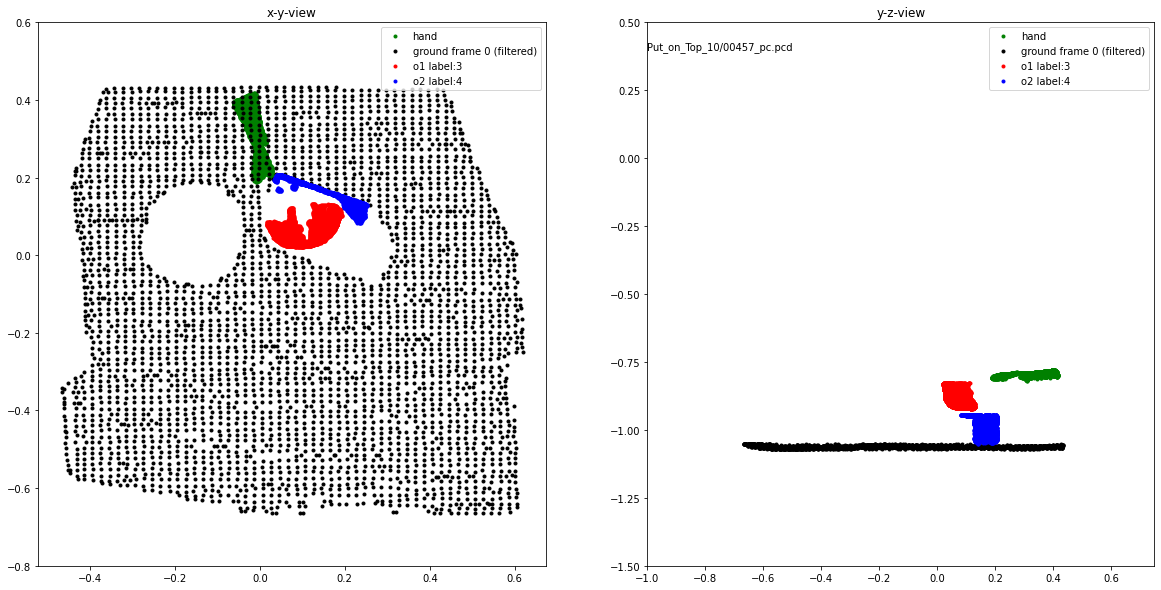 x-y-view
hand
ground frame 0 (filtered)
o1 label:3
o2 label:4
0.6
0.4
0.2
0.0
−0.2
−0.4
−0.6
−0.8
−0.4
−0.2
0.0
0.2
0.4
0.6
y-z-view
Put_on_Top_10/00457_pc.pcd
hand
ground frame 0 (filtered)
o1 label:3
o2 label:4
0.50
0.25
0.00
−0.25
−0.50
−0.75
−1.00
−1.25
−1.50
−1.0
−0.8
−0.6
−0.4
−0.2
0.0
0.2
0.4
0.6